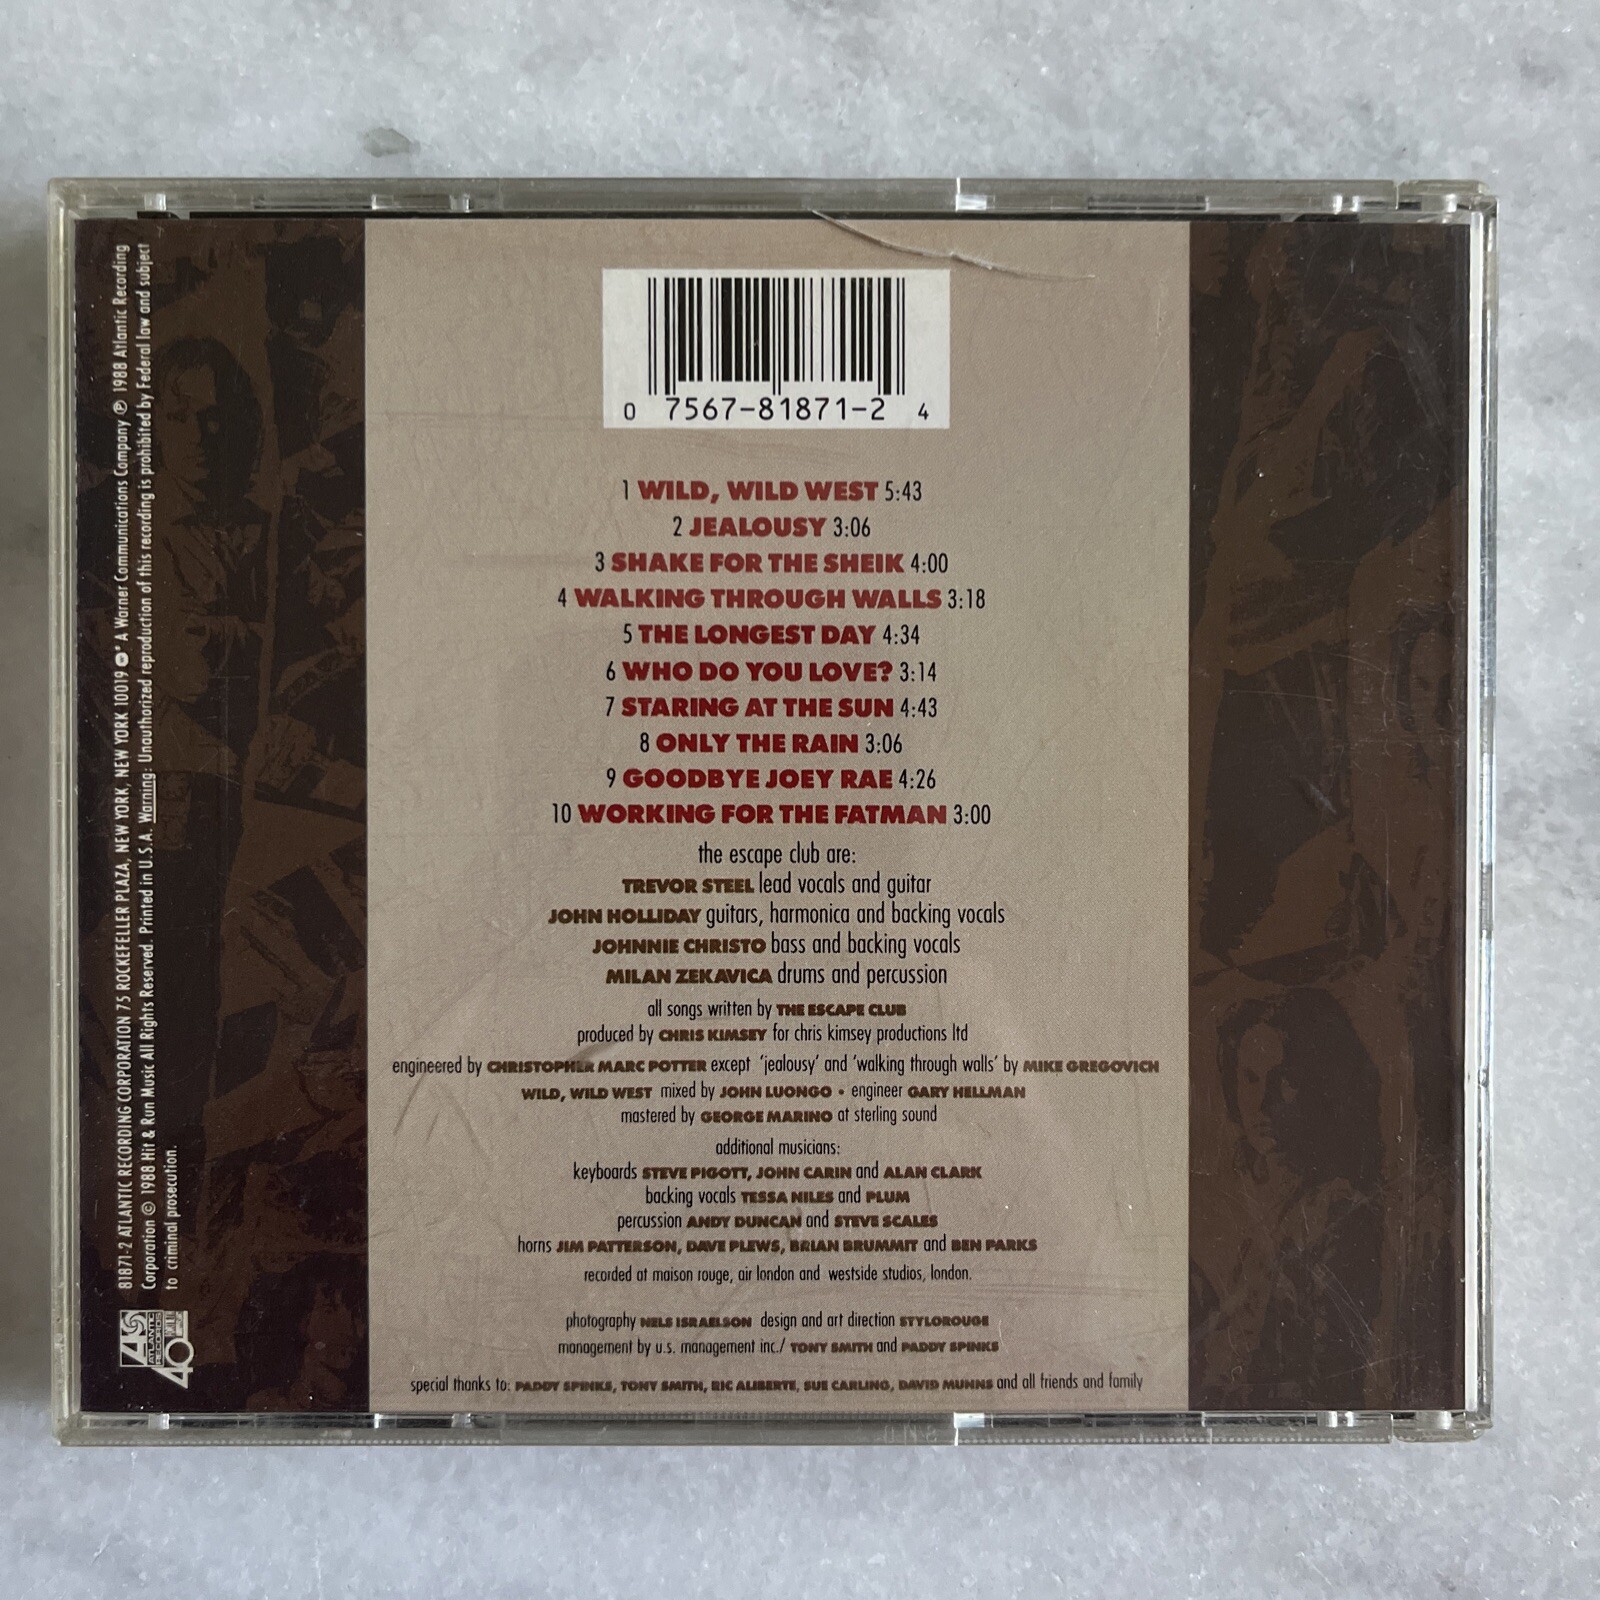 0 7567-81871-2 4
1 WILD, WILD WEST 5:43
2 JEALOUSY 3:06
3 SHAKE FOR THE SHEIK 4:00
4 WALKING THROUGH WALLS 3:18
5 THE LONGEST DAY 4:34
6 WHO DO YOU LOVE? 3:14
7 STARING AT THE SUN 4:43
8 ONLY THE RAIN 3:06
9 GOODBYE JOEY RAE 4:26
10 WORKING FOR THE FATMAN 3:00
the escape club are:
TREVOR STEEL lead vocals and guitar
JOHN HOLLIDAY guitars, harmonica and backing vocals
JOHNNIE CHRISTO bass and backing vocals
MILAN ZEKAVICA drums and percussion
all songs written by THE ESCAPE CLUB
produced by CHRIS KIMSEY for chris kimsey productions ltd
engineered by CHRISTOPHER MARC POTTER except 'jealousy' and 'walking through walls' by MIKE GREGOVICH
WILD, WILD WEST mixed by JOHN LUONGO • engineer GARY HELLMAN
mastered by GEORGE MARINO at sterling sound
additional musicians:
keyboards STEVE PIGOTT, JOHN CARIN and ALAN CLARK
backing vocals TESSA NILES and PLUM
percussion ANDY DUNCAN and STEVE SCALES
horns JIM PATTERSON, DAVE PLEWS, BRIAN BRUMMIT and BEN PARKS
recorded at maison rouge, air london and westside studios, london.
photography NELS ISRAELSON design and art direction STYLOROUGE
management by u.s. management inc./ TONY SMITH and PADDY SPINKS
special thanks to: PADDY SPINKS, TONY SMITH, RIC ALIBERTE, SUE CARLING, DAVID MUNNS and all friends and family
81871-2 ATLANTIC RECORDING CORPORATION 75 ROCKEFELLER PLAZA, NEW YORK, NEW YORK 10019 A Warner Communications Company ℗ 1988 Atlantic Recording
Corporation © 1988 Hit & Run Music All Rights Reserved. Printed in U.S.A. Warning: Unauthorized reproduction of this recording is prohibited by Federal law and subject
to criminal prosecution.
ATLANTIC
RECORDS
40